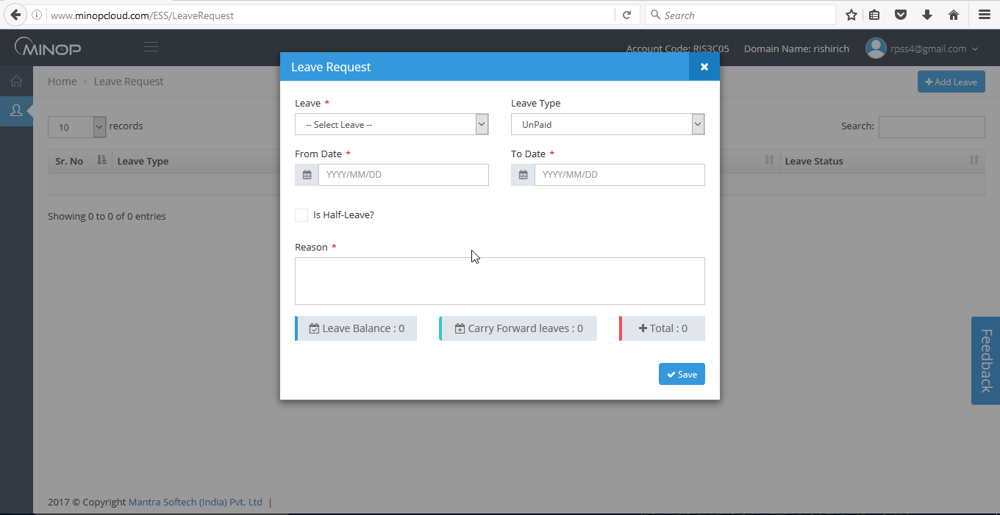 www.minopcloud.com/ESS/LeaveRequest
Search
MINOP
Account Code: RIS3C05 Domain Name: rishirich rpss4@gmail.com
Home Leave Request
Add Leave
10 records
Search:
Sr. No Leave Type Leave Status
Showing 0 to 0 of 0 entries
Leave Request
Leave * Leave Type
-- Select Leave -- UnPaid
From Date * To Date *
YYYY/MM/DD YYYY/MM/DD
Is Half-Leave?
Reason *
Leave Balance : 0 Carry Forward leaves : 0 Total : 0
Save
Feedback
2017 © Copyright Mantra Softech (India) Pvt. Ltd |